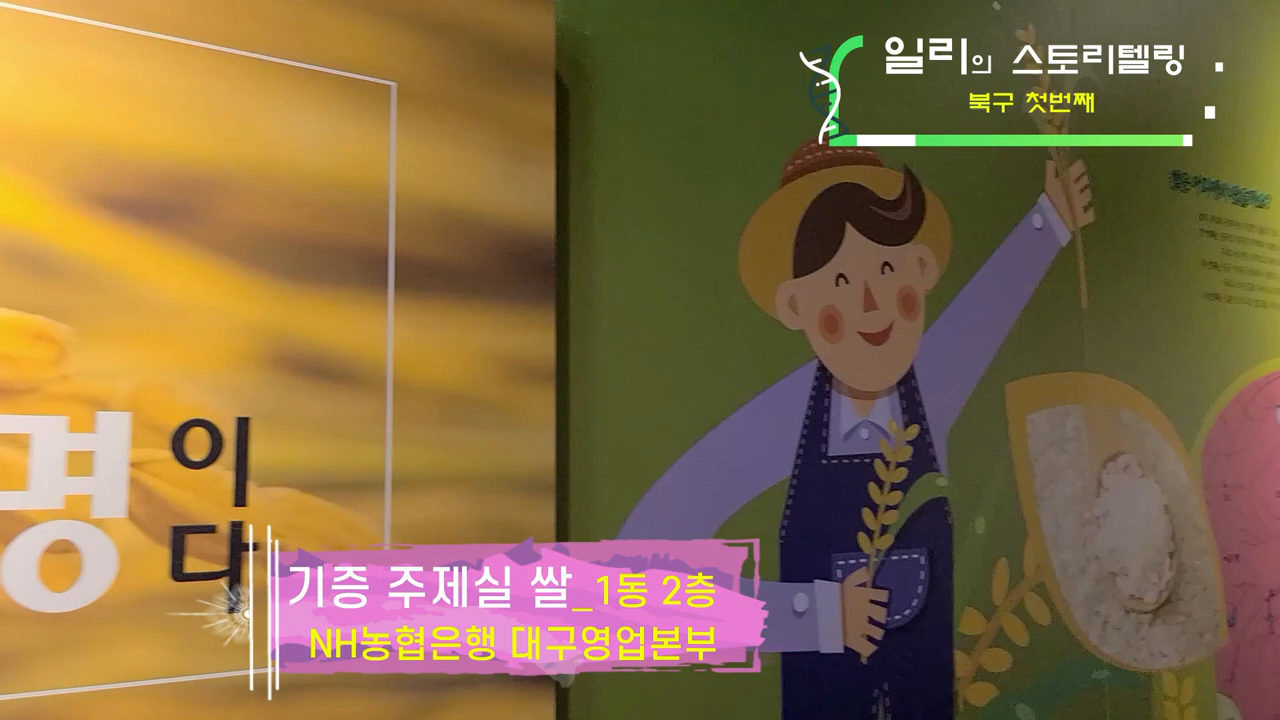 일리의 스토리텔링
북구 첫번째
명이
다
기증 주제실 쌀_1동 2층
NH농협은행 대구영업본부